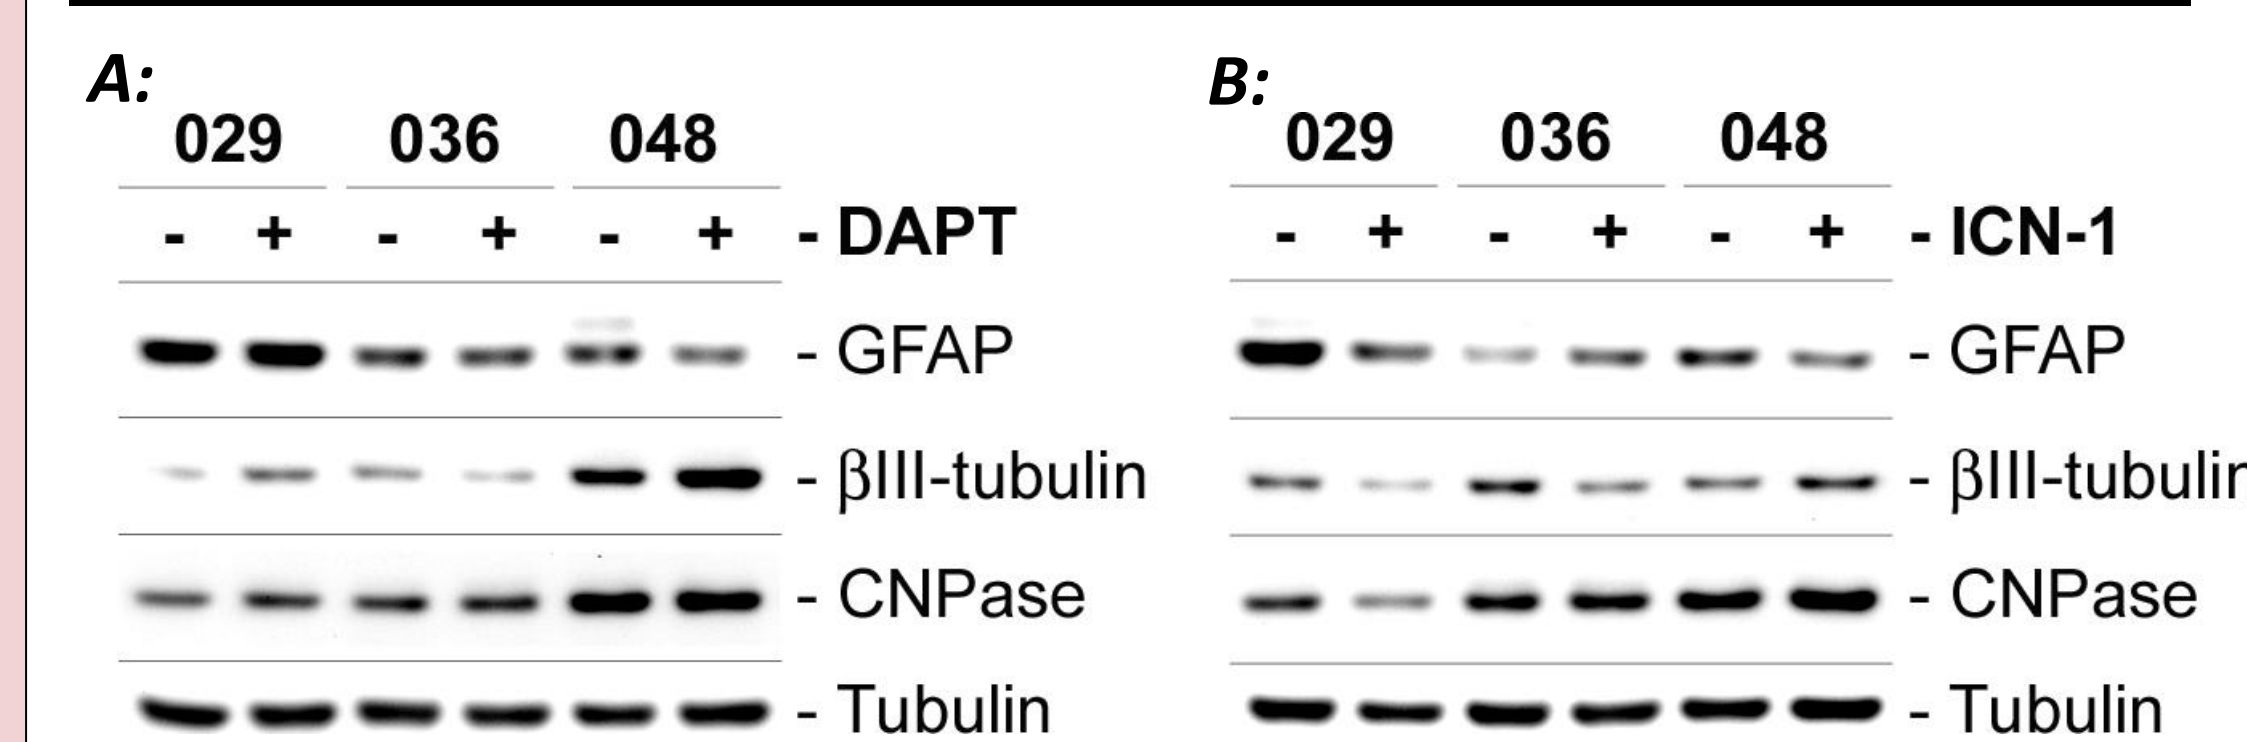 A:
029 036 048
- + - + - + - DAPT
- GFAP
- βIII-tubulin
- CNPase
- Tubulin
B:
029 036 048
- + - + - + - ICN-1
- GFAP
- βIII-tubulin
- CNPase
- Tubulin